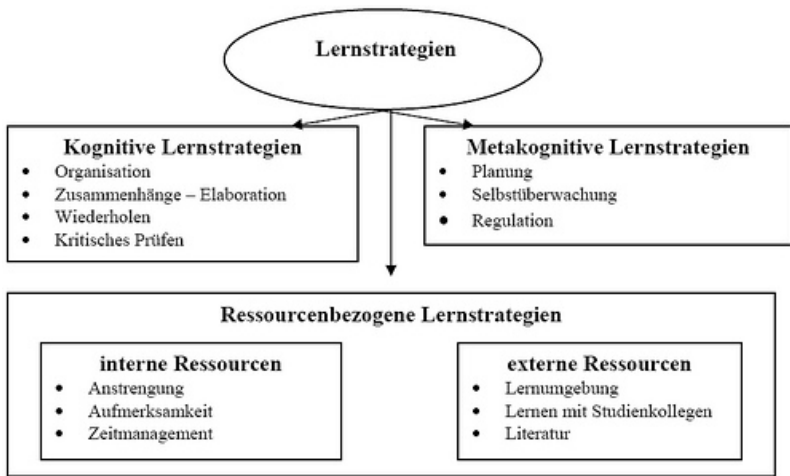 Lernstrategien
Kognitive Lernstrategien
• Organisation
• Zusammenhänge – Elaboration
• Wiederholen
• Kritisches Prüfen
Metakognitive Lernstrategien
• Planung
• Selbstüberwachung
• Regulation
Ressourcenbezogene Lernstrategien
interne Ressourcen
• Anstrengung
• Aufmerksamkeit
• Zeitmanagement
externe Ressourcen
• Lernumgebung
• Lernen mit Studienkollegen
• Literatur